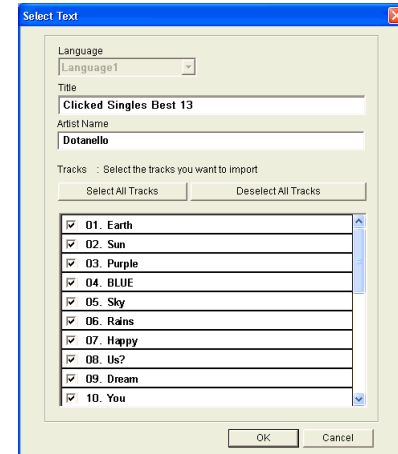 Select Text
Language
Language1
Title
Clicked Singles Best 13
Artist Name
Dotanello
Tracks : Select the tracks you want to import
Select All Tracks Deselect All Tracks
01. Earth
02. Sun
03. Purple
04. BLUE
05. Sky
06. Rains
07. Happy
08. Us?
09. Dream
10. You
OK Cancel